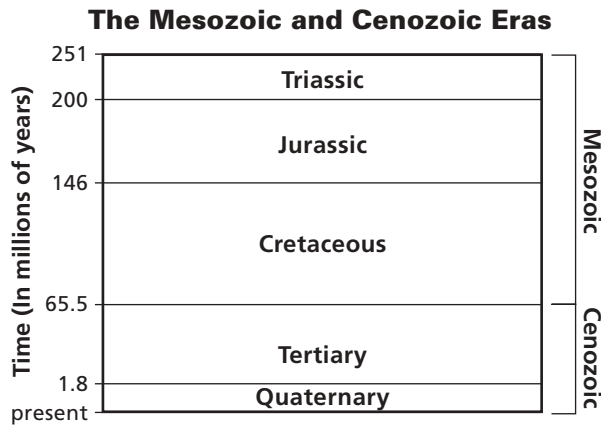 The Mesozoic and Cenozoic Eras
Time (In millions of years)
251
Triassic
200
Jurassic
146
Cretaceous
65.5
Tertiary
1.8
Quaternary
present
Mesozoic
Cenozoic